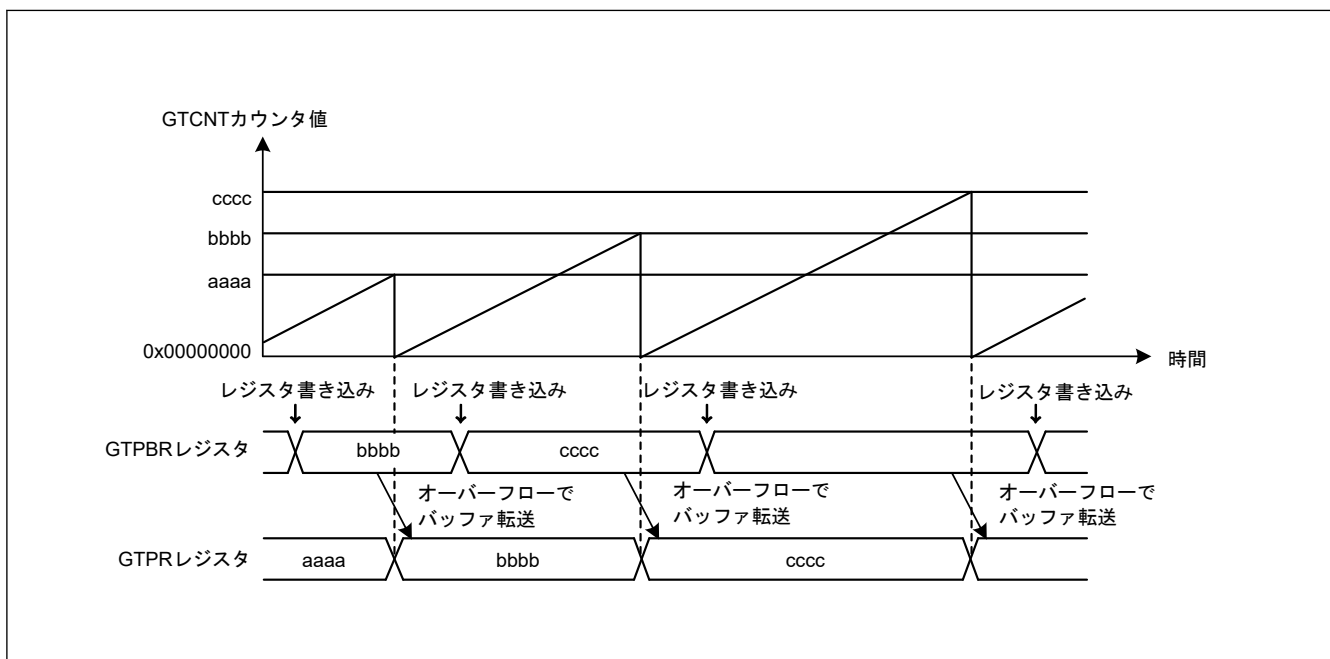 GTCNTカウンタ値
cccc
bbbb
aaaa
0x00000000
時間
レジスタ書き込み
レジスタ書き込み
レジスタ書き込み
レジスタ書き込み
GTPBRレジスタ
bbbb
cccc
オーバーフローで
バッファ転送
オーバーフローで
バッファ転送
オーバーフローで
バッファ転送
GTPRレジスタ
aaaa
bbbb
cccc